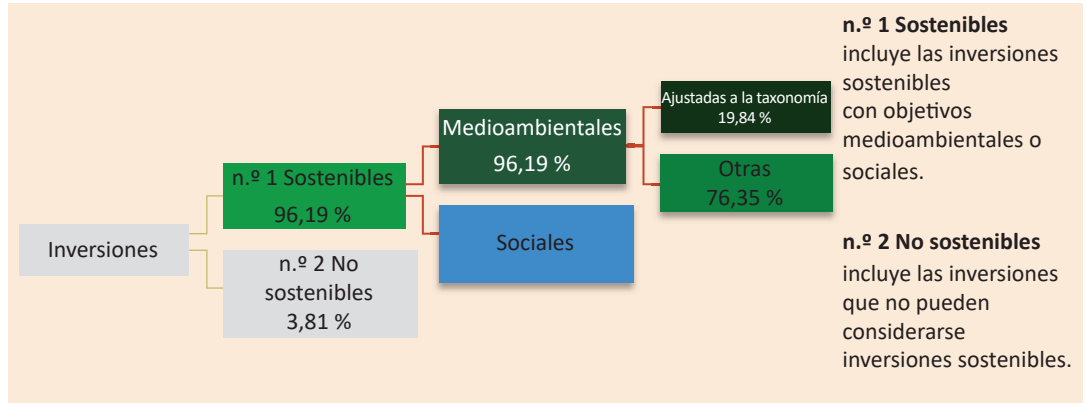 Inversiones
n.º 1 Sostenibles
96,19 %
n.º 2 No
sostenibles
3,81 %
Medioambientales
96,19 %
Sociales
Ajustadas a la taxonomía
19,84 %
Otras
76,35 %
n.º 1 Sostenibles
incluye las inversiones
sostenibles
con objetivos
medioambientales o
sociales.
n.º 2 No sostenibles
incluye las inversiones
que no pueden
considerarse
inversiones sostenibles.